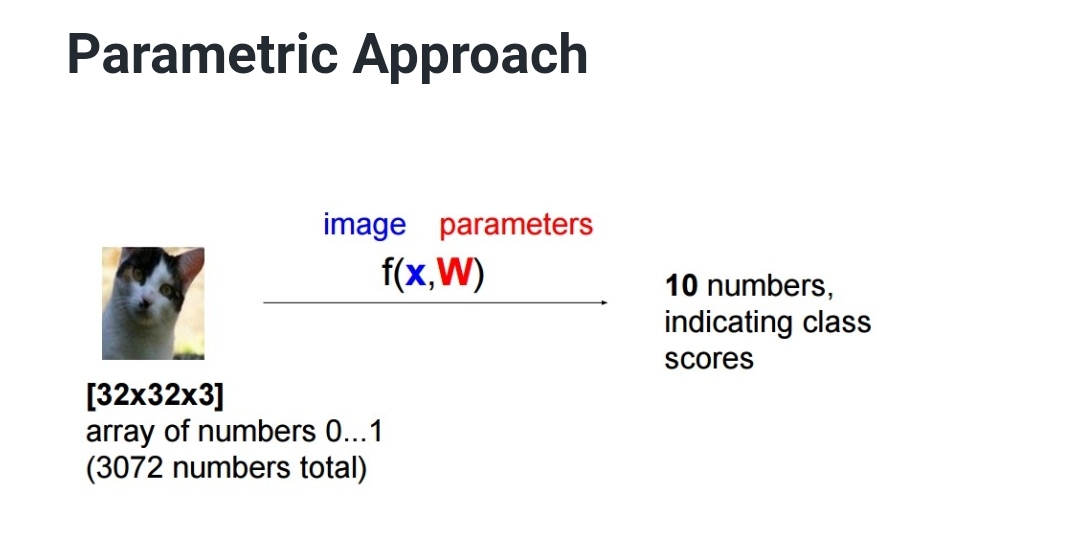 Parametric Approach
image parameters
f(x,W)
10 numbers,
indicating class
scores
[32x32x3]
array of numbers 0...1
(3072 numbers total)